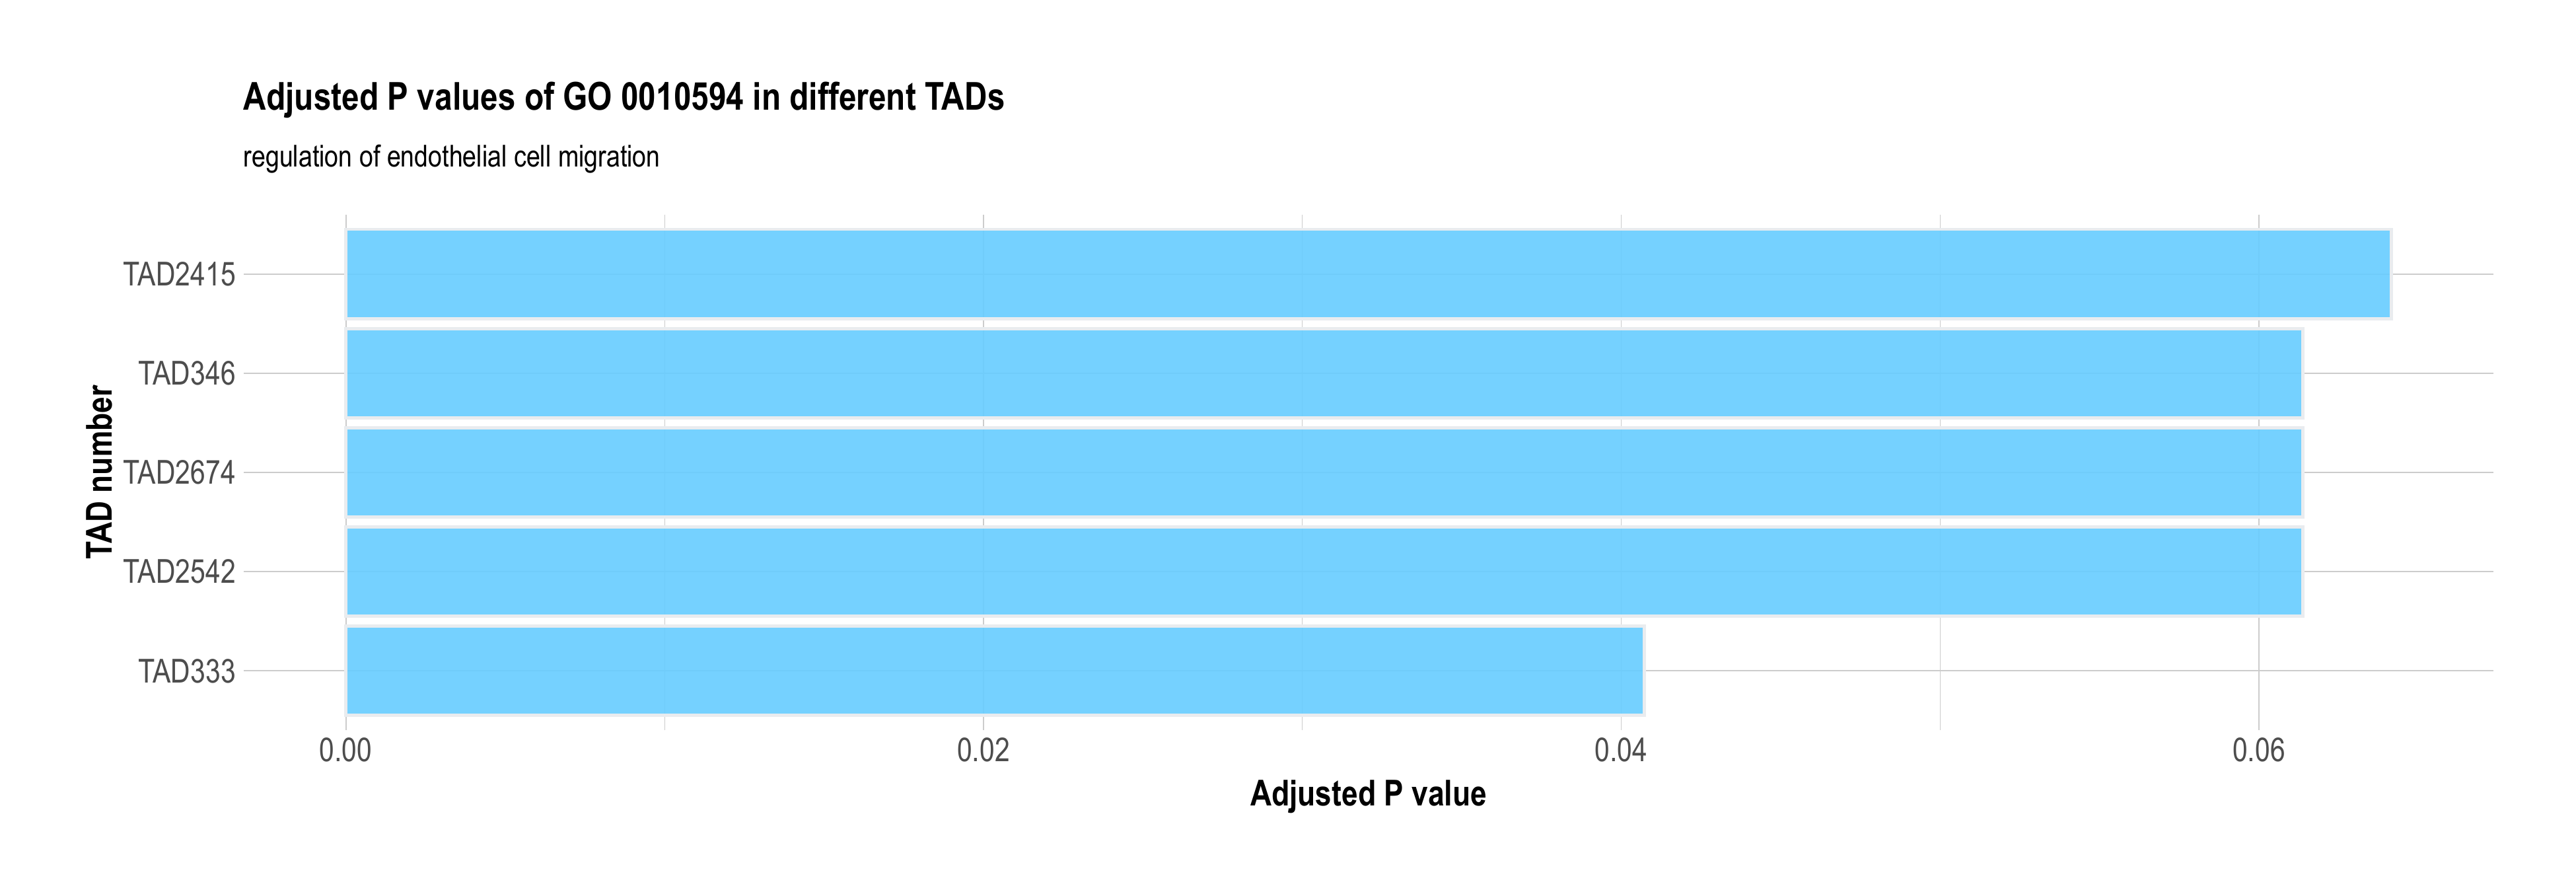 Adjusted P values of GO 0010594 in different TADs
regulation of endothelial cell migration
TAD number
TAD2415
TAD346
TAD2674
TAD2542
TAD333
0.00 0.02 0.04 0.06
Adjusted P value